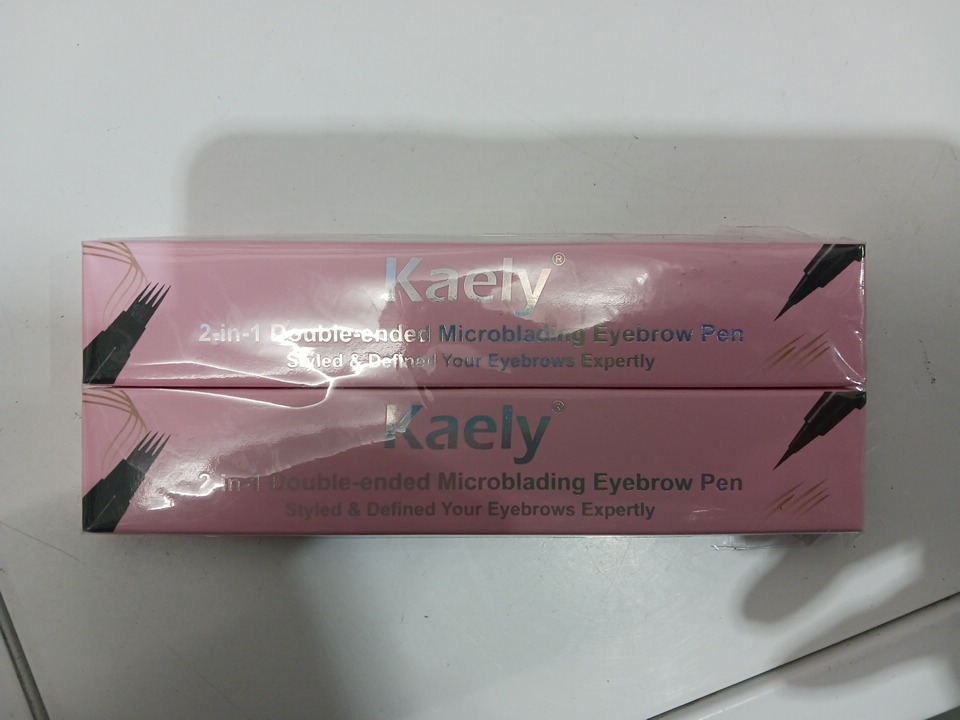 Kaely®
2-in-1 Double-ended Microblading Eyebrow Pen
Styled & Defined Your Eyebrows Expertly
Kaely®
2-in-1 Double-ended Microblading Eyebrow Pen
Styled & Defined Your Eyebrows Expertly